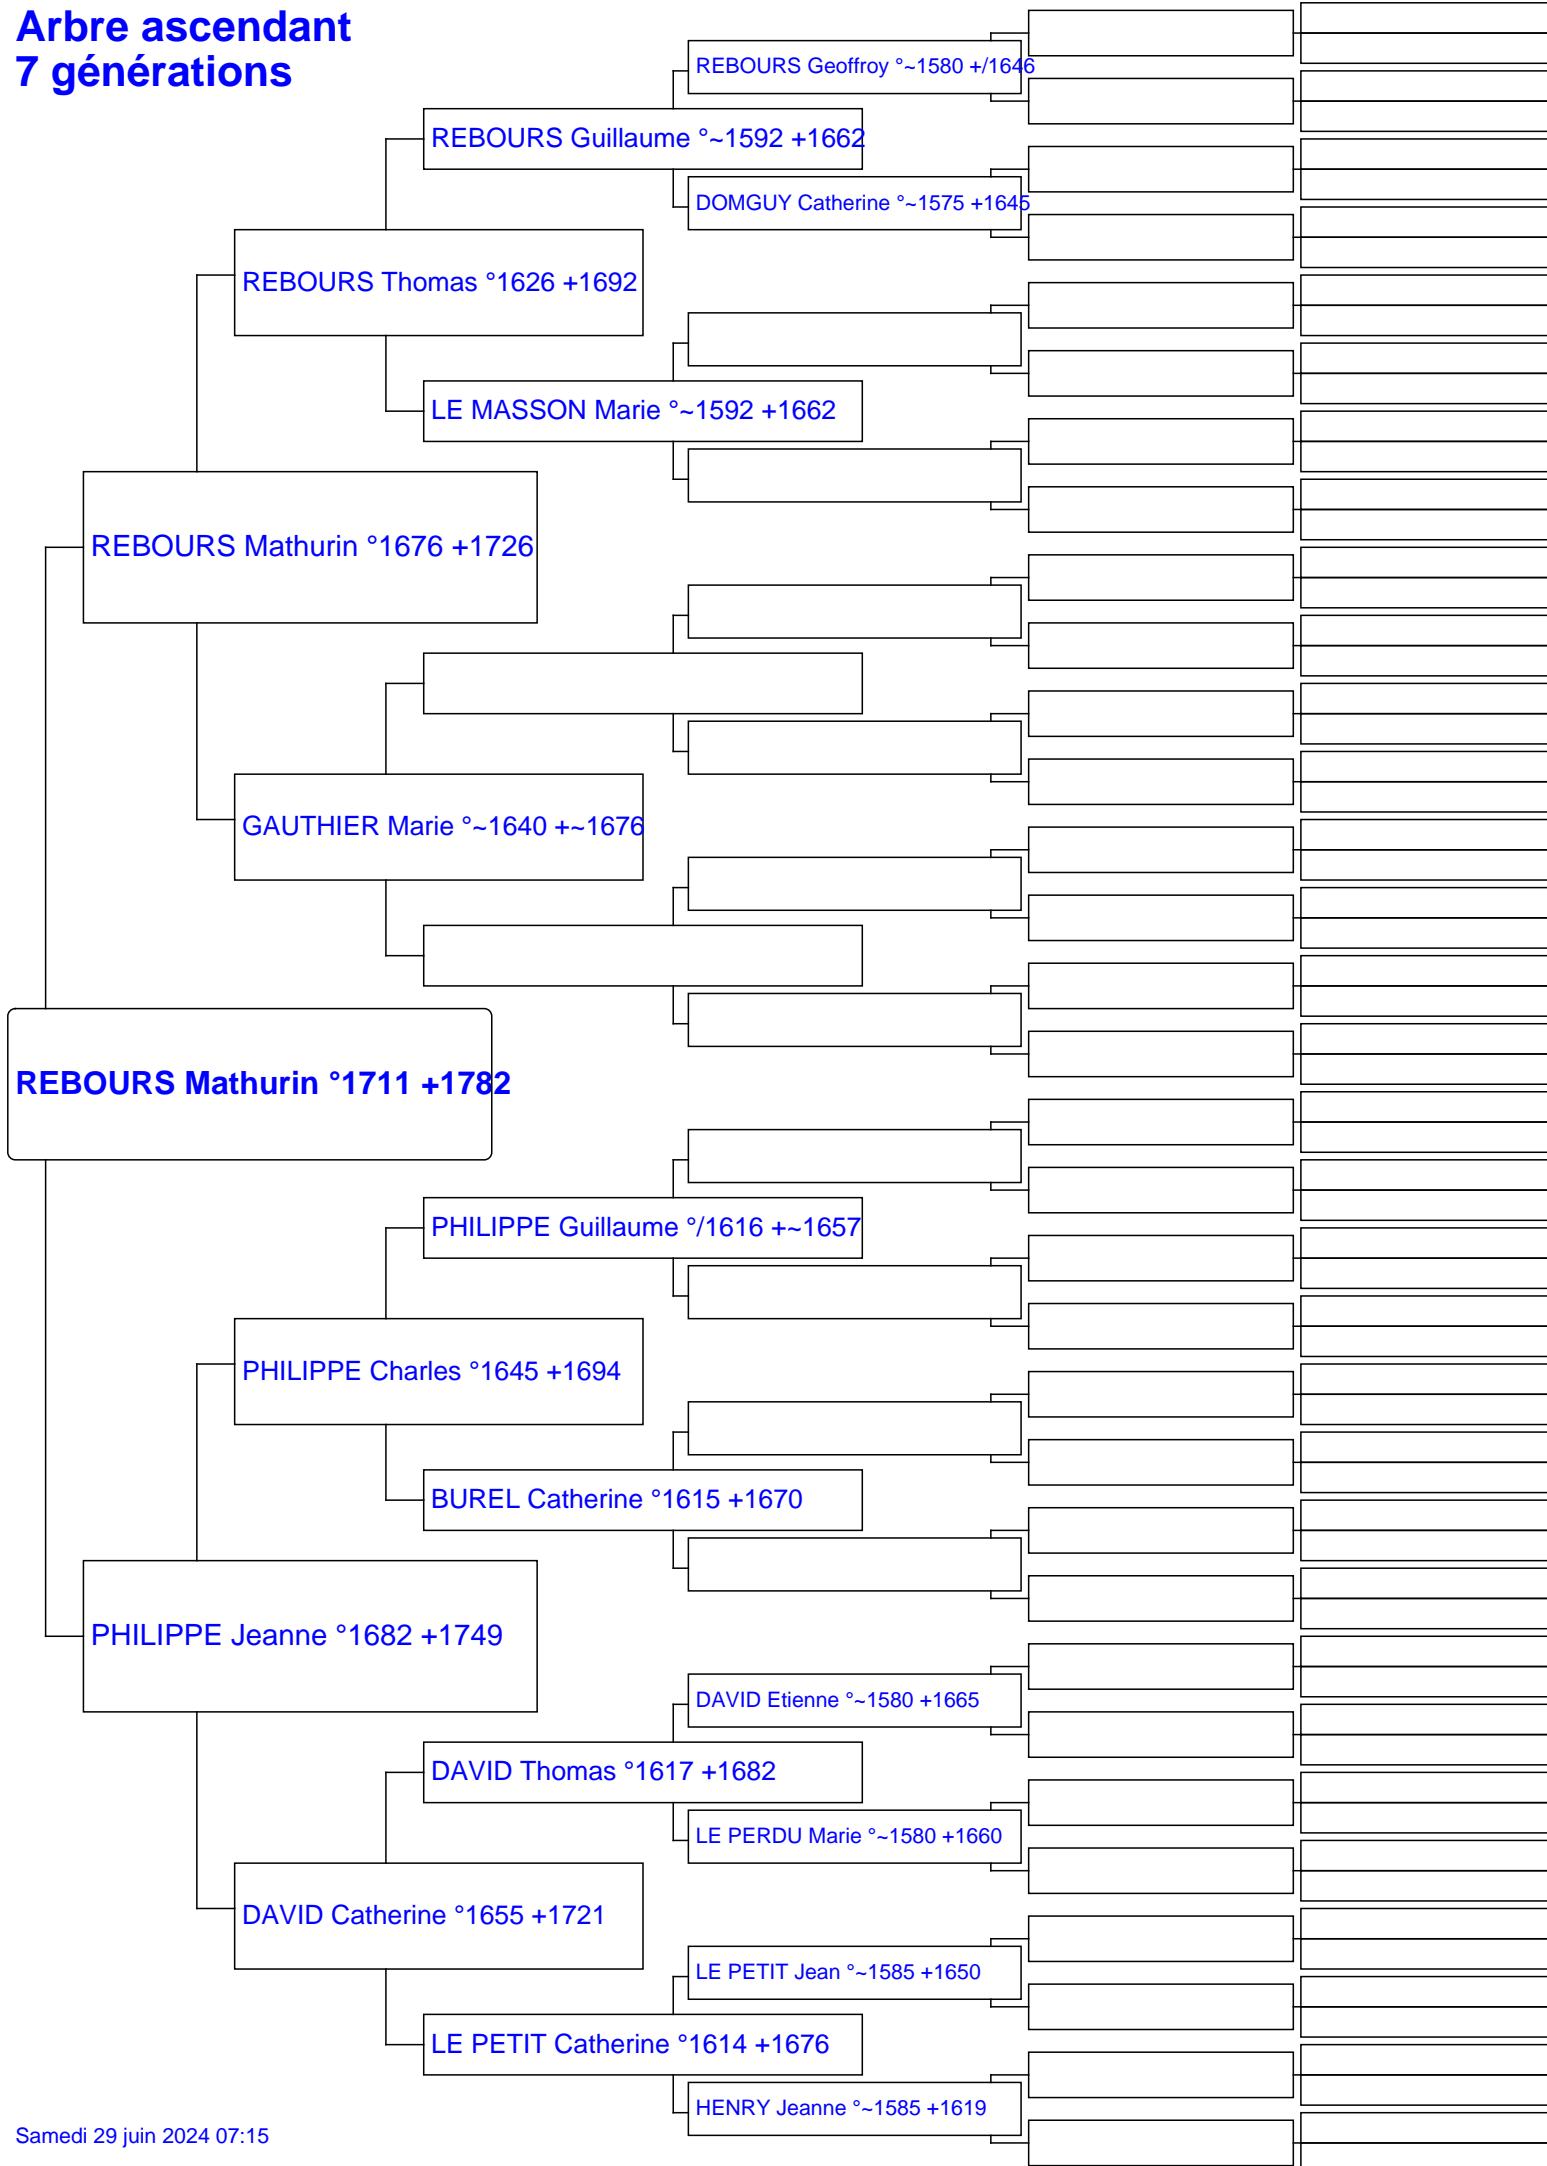 Arbre ascendant
7 générations
REBOURS Geoffroy °~1580 +/1646
REBOURS Guillaume °~1592 +1662
DOMGUY Catherine °~1575 +1645
REBOURS Thomas °1626 +1692
LE MASSON Marie °~1592 +1662
REBOURS Mathurin °1676 +1726
GAUTHIER Marie °~1640 +~1676
REBOURS Mathurin °1711 +1782
PHILIPPE Guillaume °/1616 +~1657
PHILIPPE Charles °1645 +1694
BUREL Catherine °1615 +1670
PHILIPPE Jeanne °1682 +1749
DAVID Etienne °~1580 +1665
DAVID Thomas °1617 +1682
LE PERDU Marie °~1580 +1660
DAVID Catherine °1655 +1721
LE PETIT Jean °~1585 +1650
LE PETIT Catherine °1614 +1676
HENRY Jeanne °~1585 +1619
Samedi 29 juin 2024 07:15